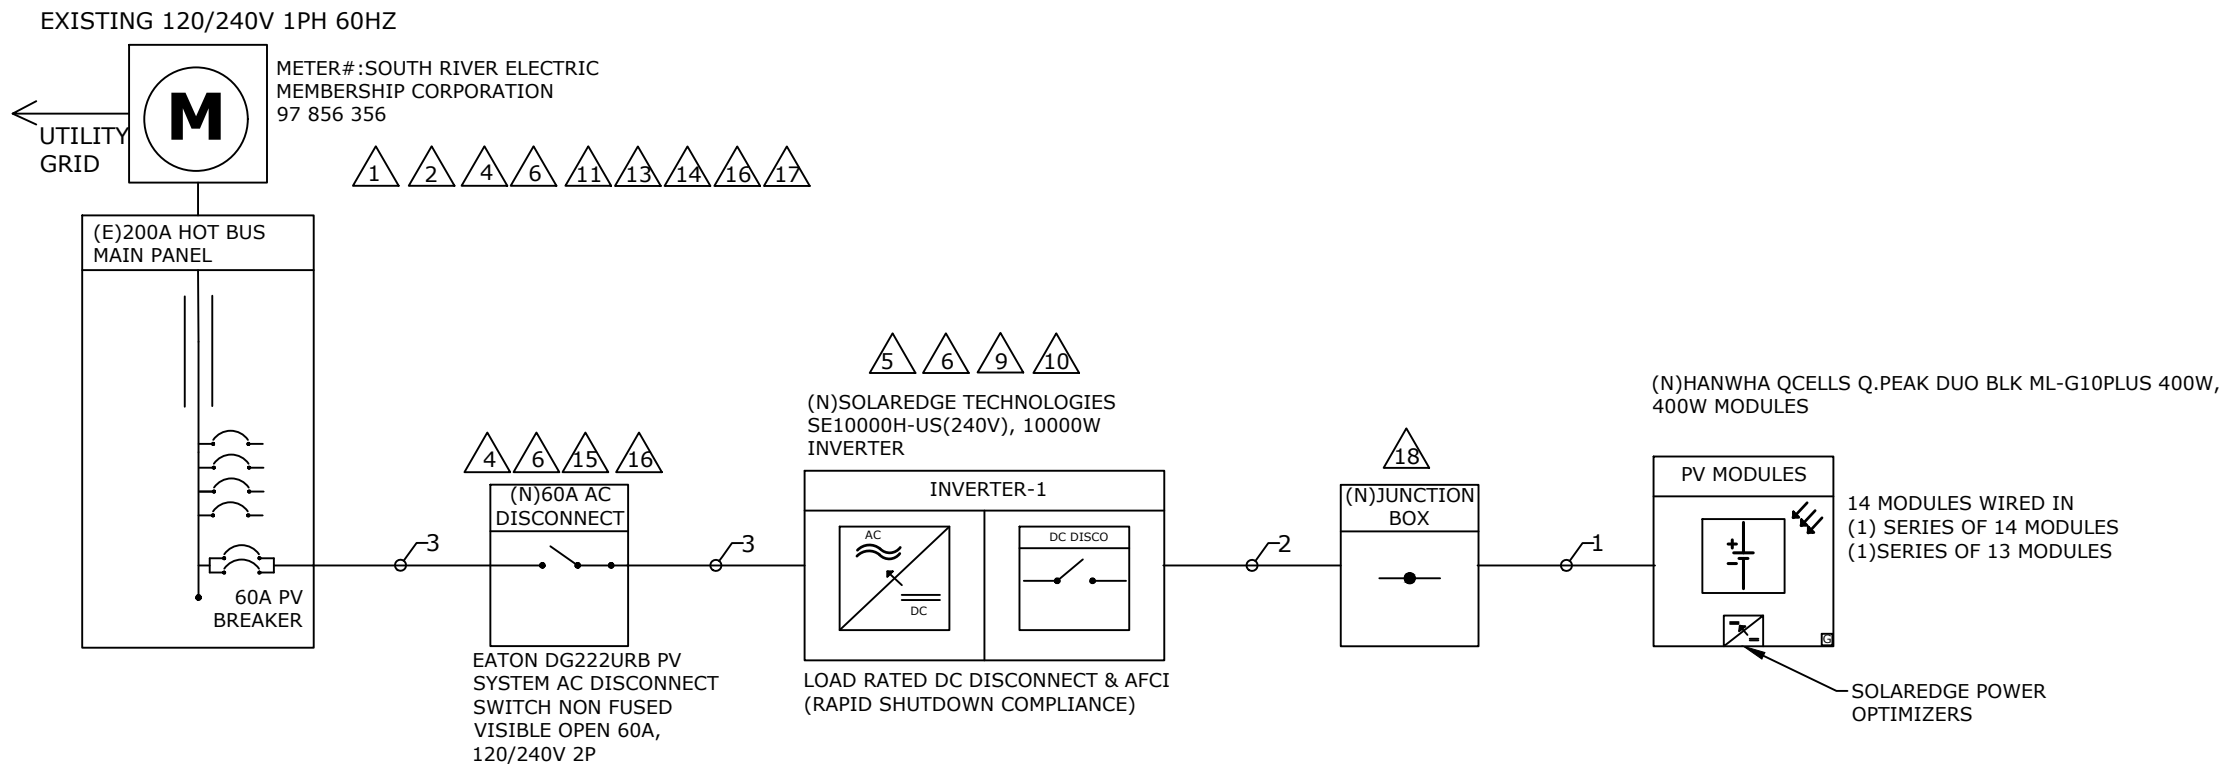 EXISTING 120/240V 1PH 60HZ
M
METER#:SOUTH RIVER ELECTRIC
MEMBERSHIP CORPORATION
97 856 356
UTILITY
GRID
1 2 4 6 11 13 14 16 17
(E)200A HOT BUS
MAIN PANEL
60A PV
BREAKER
3
4 6 15 16
(N)60A AC
DISCONNECT
EATON DG222URB PV
SYSTEM AC DISCONNECT
SWITCH NON FUSED
VISIBLE OPEN 60A,
120/240V 2P
3
5 6 9 10
(N)SOLAREDGE TECHNOLOGIES
SE10000H-US(240V), 10000W
INVERTER
INVERTER-1
AC
DC
DC DISCO
LOAD RATED DC DISCONNECT & AFCI
(RAPID SHUTDOWN COMPLIANCE)
2
18
(N)JUNCTION
BOX
1
(N)HANWHA QCELLS Q.PEAK DUO BLK ML-G10PLUS 400W,
400W MODULES
PV MODULES
G
14 MODULES WIRED IN
(1) SERIES OF 14 MODULES
(1)SERIES OF 13 MODULES
SOLAREDGE POWER
OPTIMIZERS